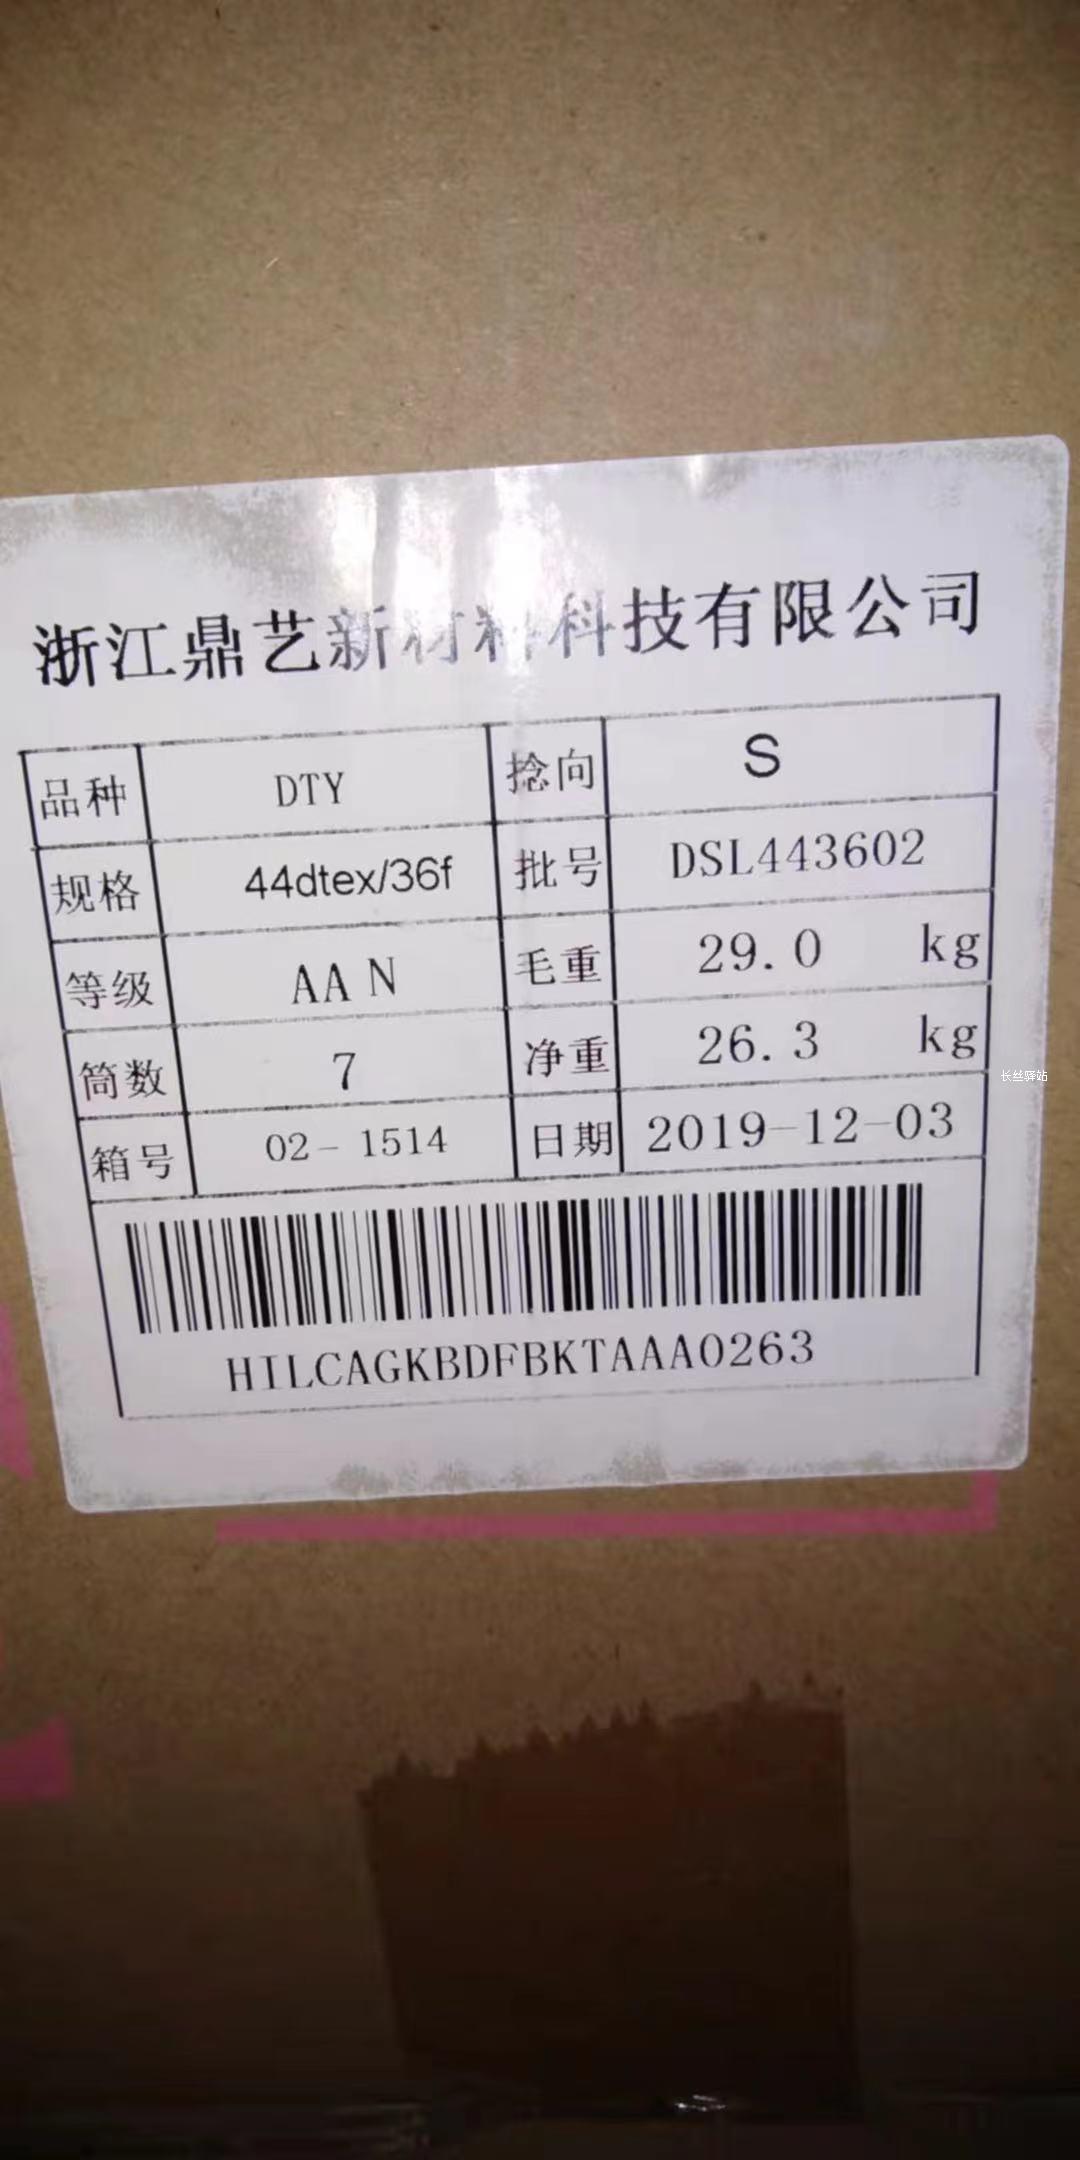 浙江鼎艺新材料科技有限公司
品种 DTY 捻向 S
规格 44dtex/36f 批号 DSL443602
等级 AA N 毛重 29.0 kg
筒数 7 净重 26.3 kg
长丝驿站
箱号 02-1514 日期 2019-12-03
HILCAGKBDFBKTAAA0263